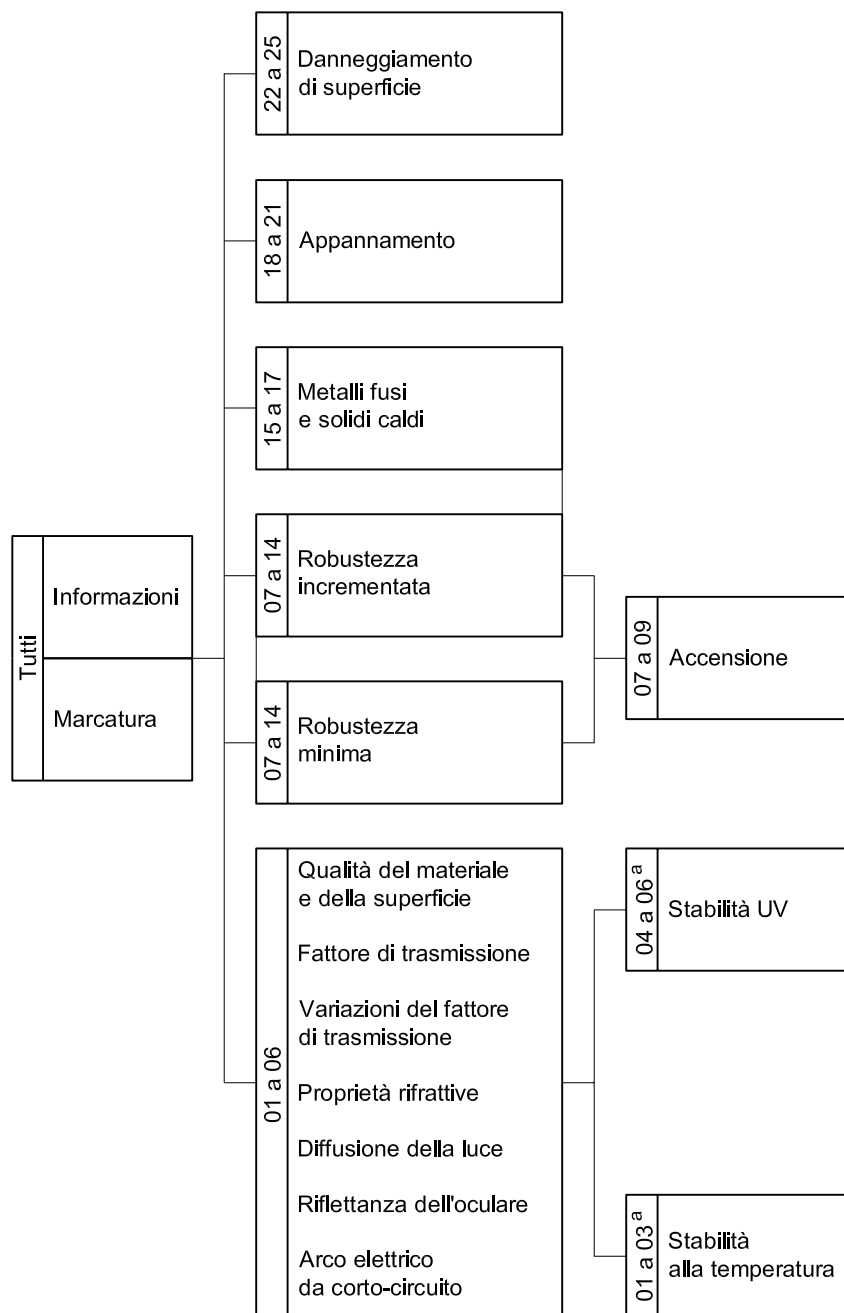 22 a 25
Danneggiamento
di superficie
18 a 21
Appannamento
15 a 17
Metalli fusi
e solidi caldi
Tutti
Informazioni
Marcatura
07 a 14
Robustezza
incrementata
07 a 14
Robustezza
minima
07 a 09
Accensione
01 a 06
Qualità del materiale
e della superficie
Fattore di trasmissione
Variazioni del fattore
di trasmissione
Proprietà rifrattive
Diffusione della luce
Riflettanza dell'oculare
Arco elettrico
da corto-circuito
04 a 06 a
Stabilità UV
01 a 03 a
Stabilità
alla temperatura